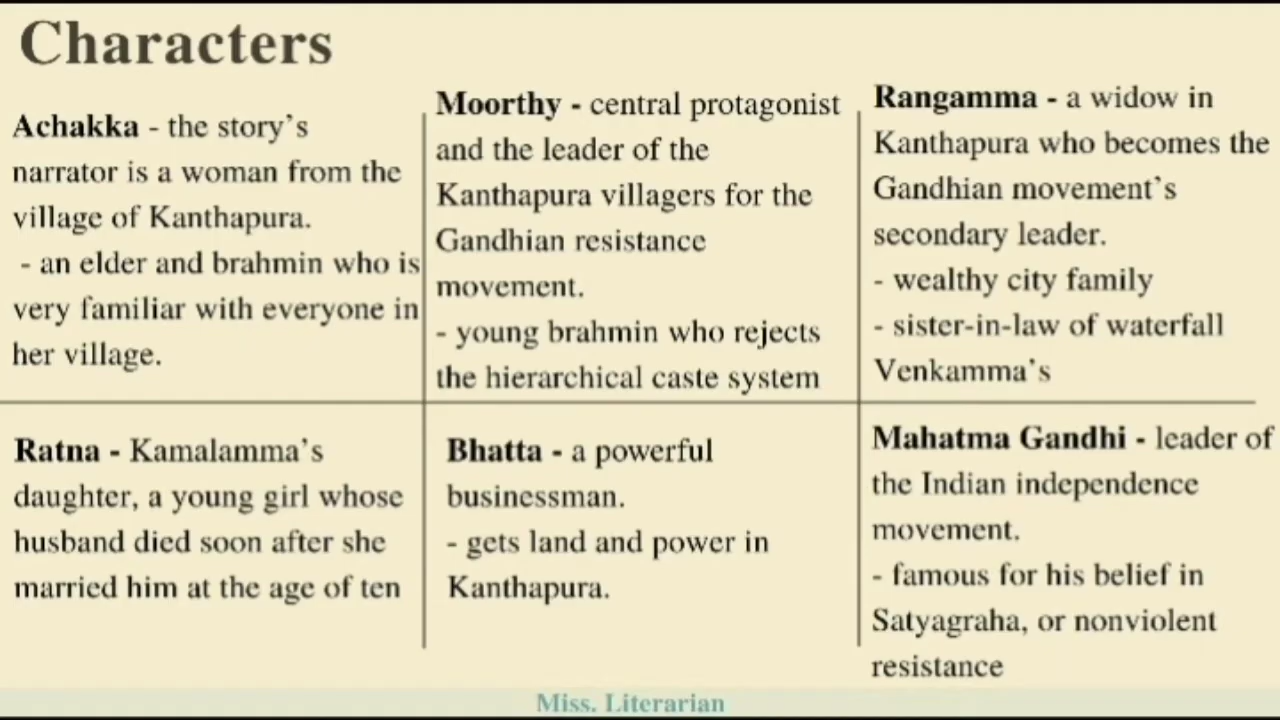 Characters
Achakka - the story's
narrator is a woman from the
village of Kanthapura.
- an elder and brahmin who is
very familiar with everyone in
her village.
Moorthy - central protagonist
and the leader of the
Kanthapura villagers for the
Gandhian resistance
movement.
- young brahmin who rejects
the hierarchical caste system
Rangamma - a widow in
Kanthapura who becomes the
Gandhian movement's
secondary leader.
- wealthy city family
- sister-in-law of waterfall
Venkamma's
Ratna - Kamalamma's
daughter, a young girl whose
husband died soon after she
married him at the age of ten
Bhatta - a powerful
businessman.
- gets land and power in
Kanthapura.
Mahatma Gandhi - leader of
the Indian independence
movement.
- famous for his belief in
Satyagraha, or nonviolent
resistance
Miss. Literarian